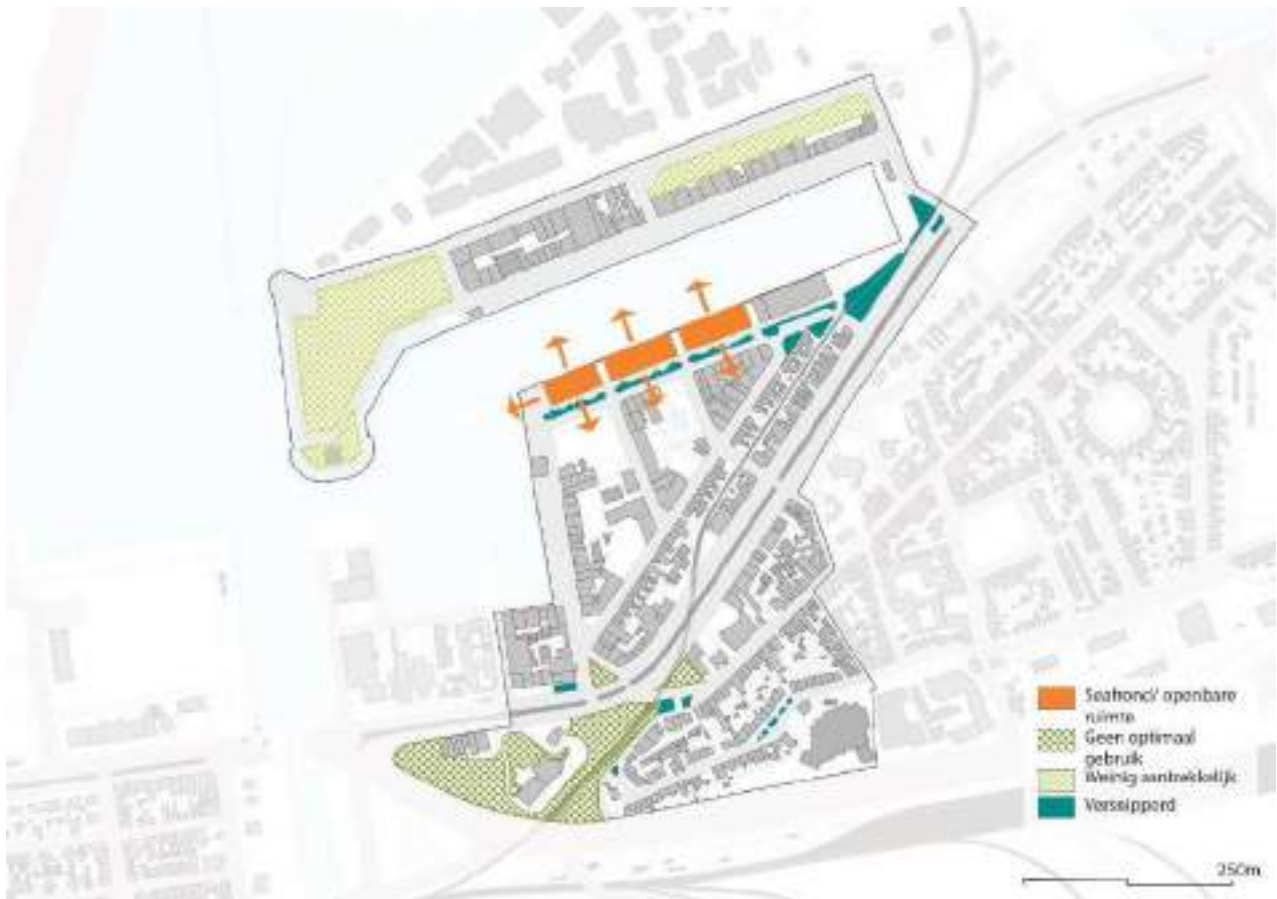 Seafront/ openbare
ruimte
Geen optimaal
gebruik
Weinig aantrekkelijk
Versnipperd
250m